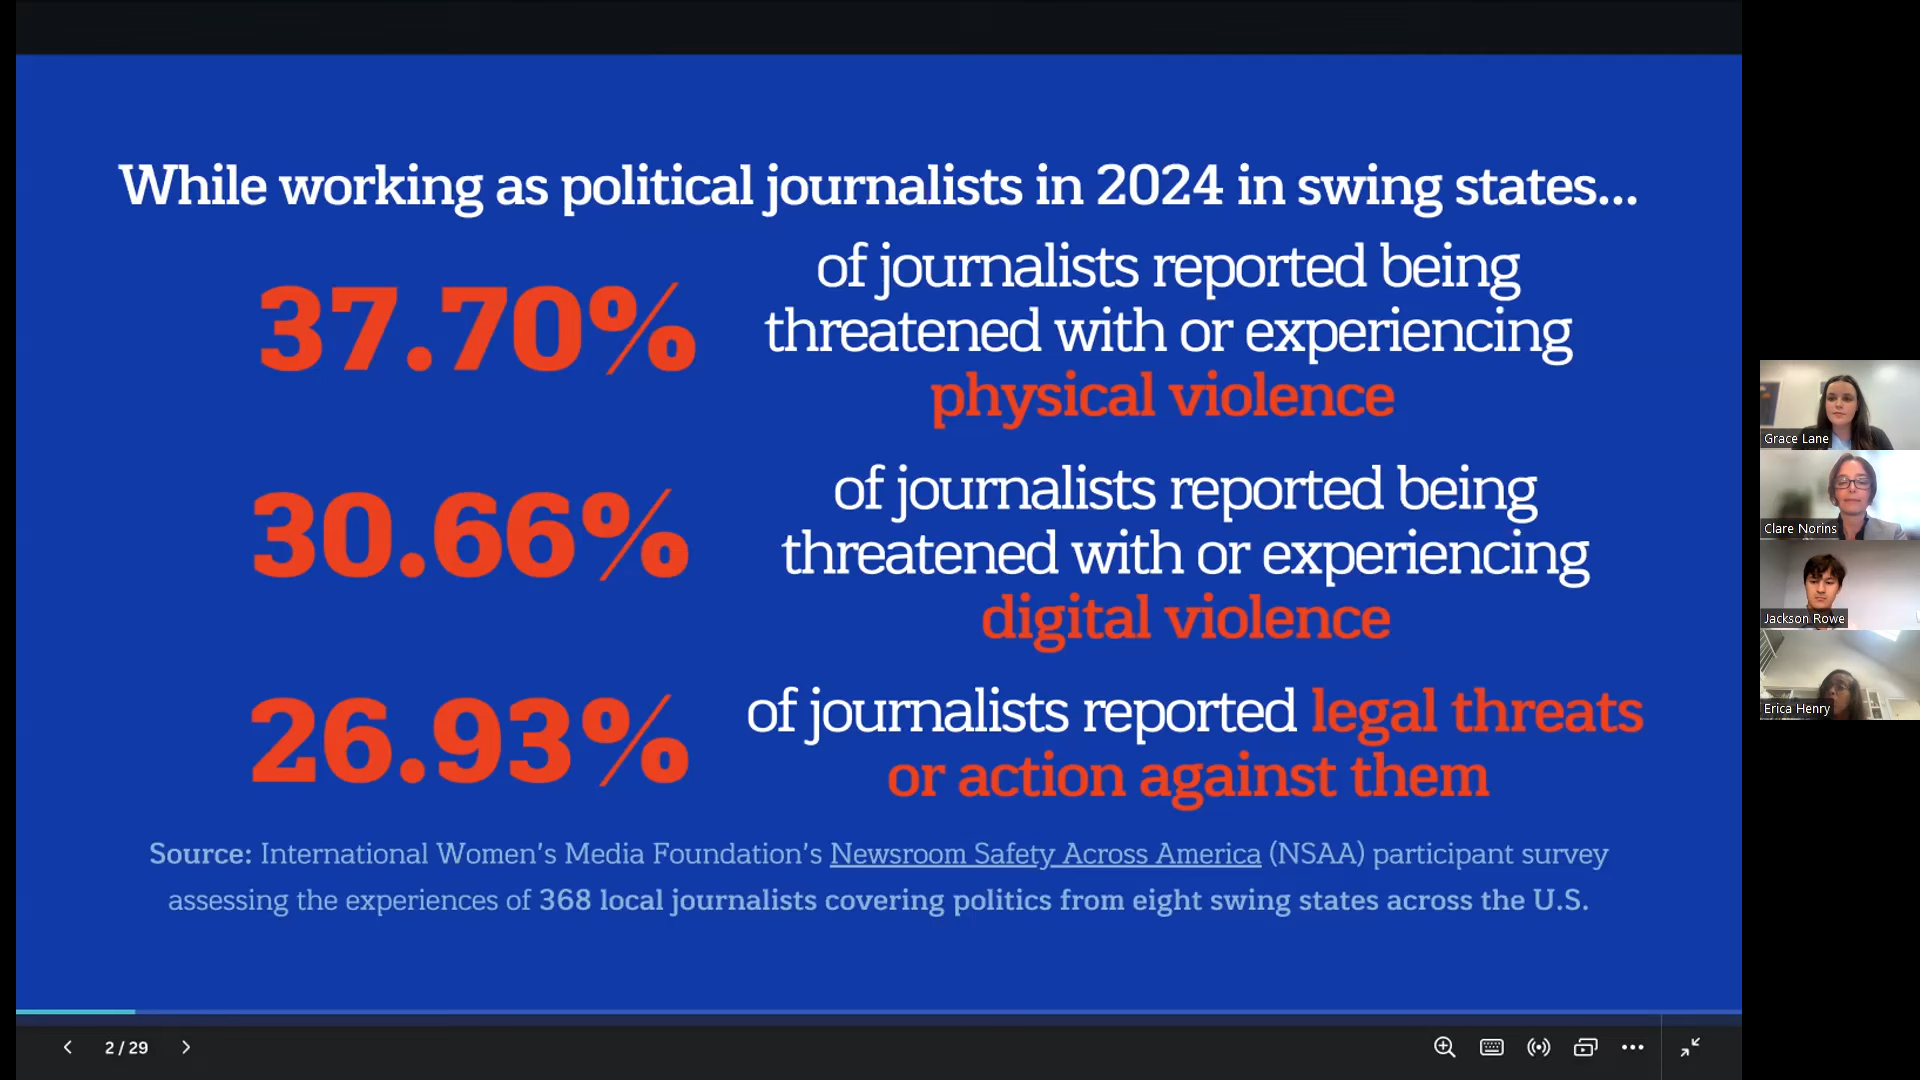 While working as political journalists in 2024 in swing states...
37.70%
of journalists reported being
threatened with or experiencing
physical violence
30.66%
of journalists reported being
threatened with or experiencing
digital violence
26.93%
of journalists reported legal threats
or action against them
Source: International Women's Media Foundation's Newsroom Safety Across America (NSAA) participant survey
assessing the experiences of 368 local journalists covering politics from eight swing states across the U.S.
2 / 29
Grace Lane
Clare Norins
Jackson Rowe
Erica Henry